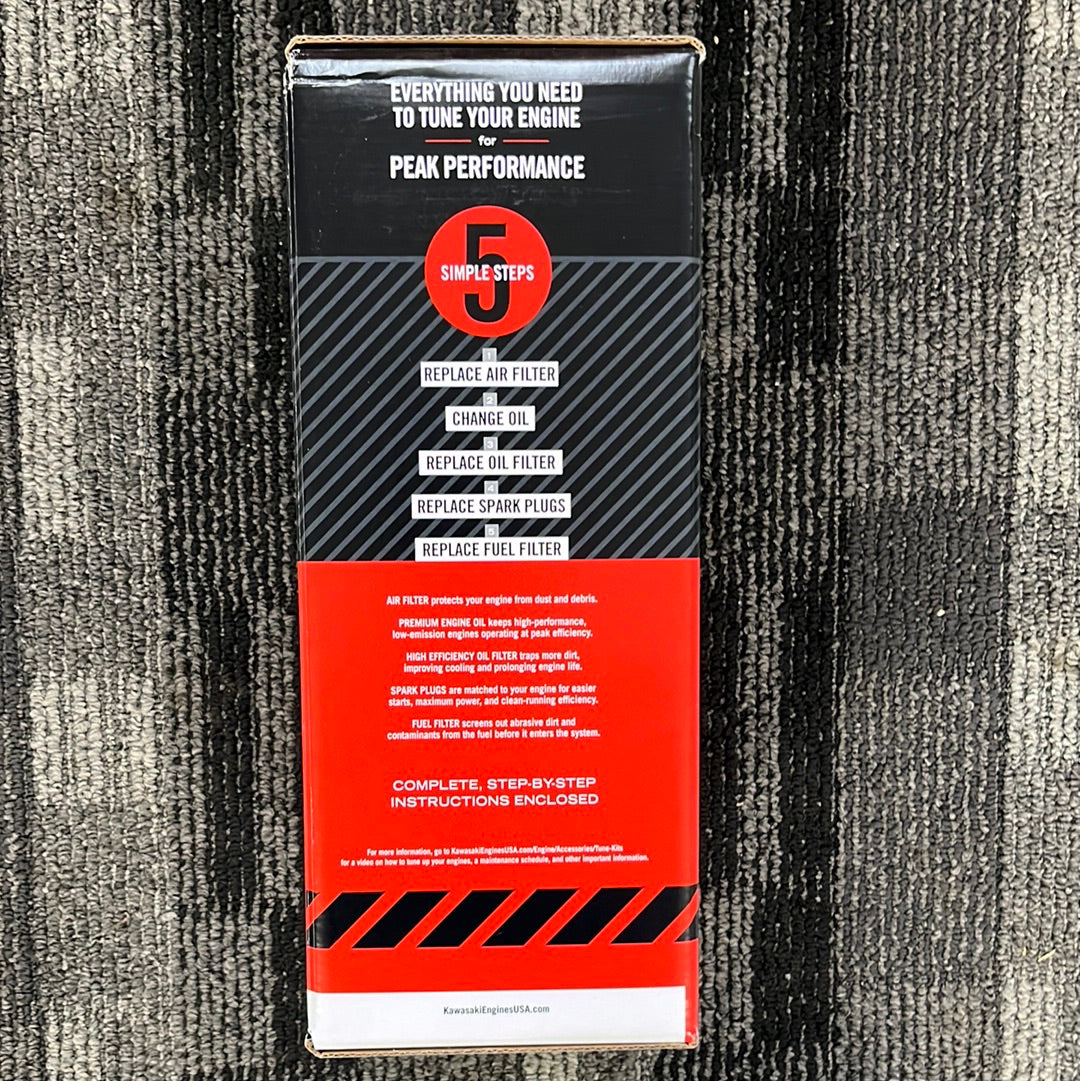 EVERYTHING YOU NEED
TO TUNE YOUR ENGINE
for
PEAK PERFORMANCE
5
SIMPLE STEPS
1
REPLACE AIR FILTER
2
CHANGE OIL
3
REPLACE OIL FILTER
4
REPLACE SPARK PLUGS
5
REPLACE FUEL FILTER
AIR FILTER protects your engine from dust and debris.
PREMIUM ENGINE OIL keeps high-performance,
low-emission engines operating at peak efficiency.
HIGH EFFICIENCY OIL FILTER traps more dirt,
improving cooling and prolonging engine life.
SPARK PLUGS are matched to your engine for easier
starts, maximum power, and clean-running efficiency.
FUEL FILTER screens out abrasive dirt and
contaminants from the fuel before it enters the system.
COMPLETE, STEP-BY-STEP
INSTRUCTIONS ENCLOSED
For more information, go to KawasakiEnginesUSA.com/Engine/Accessories/Tune-Kits
for a video on how to tune up your engines, a maintenance schedule, and other important information.
KawasakiEnginesUSA.com